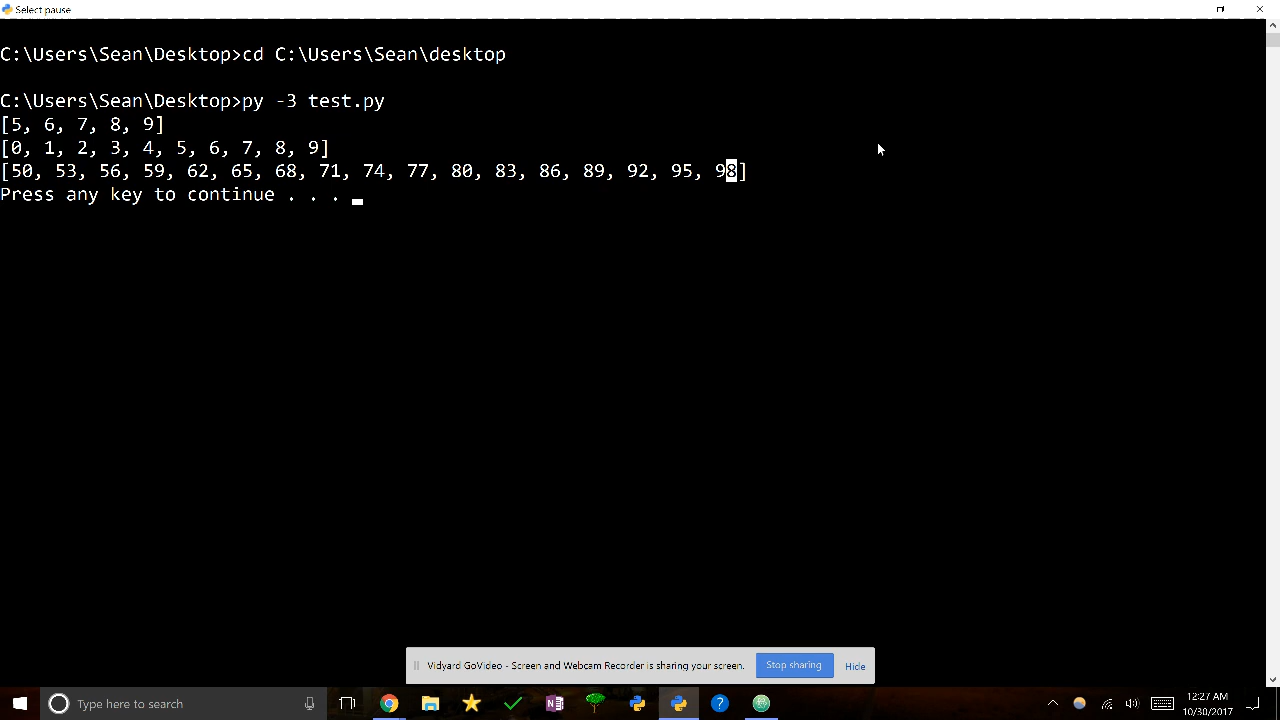 Select pause
C:\Users\Sean\Desktop>cd C:\Users\Sean\desktop
C:\Users\Sean\Desktop>py -3 test.py
[5, 6, 7, 8, 9]
[0, 1, 2, 3, 4, 5, 6, 7, 8, 9]
[50, 53, 56, 59, 62, 65, 68, 71, 74, 77, 80, 83, 86, 89, 92, 95, 98]
Press any key to continue . . .
Vidyard GoVideo - Screen and Webcam Recorder is sharing your screen.
Stop sharing
Hide
Type here to search
N
?
12:27 AM
10/30/2017